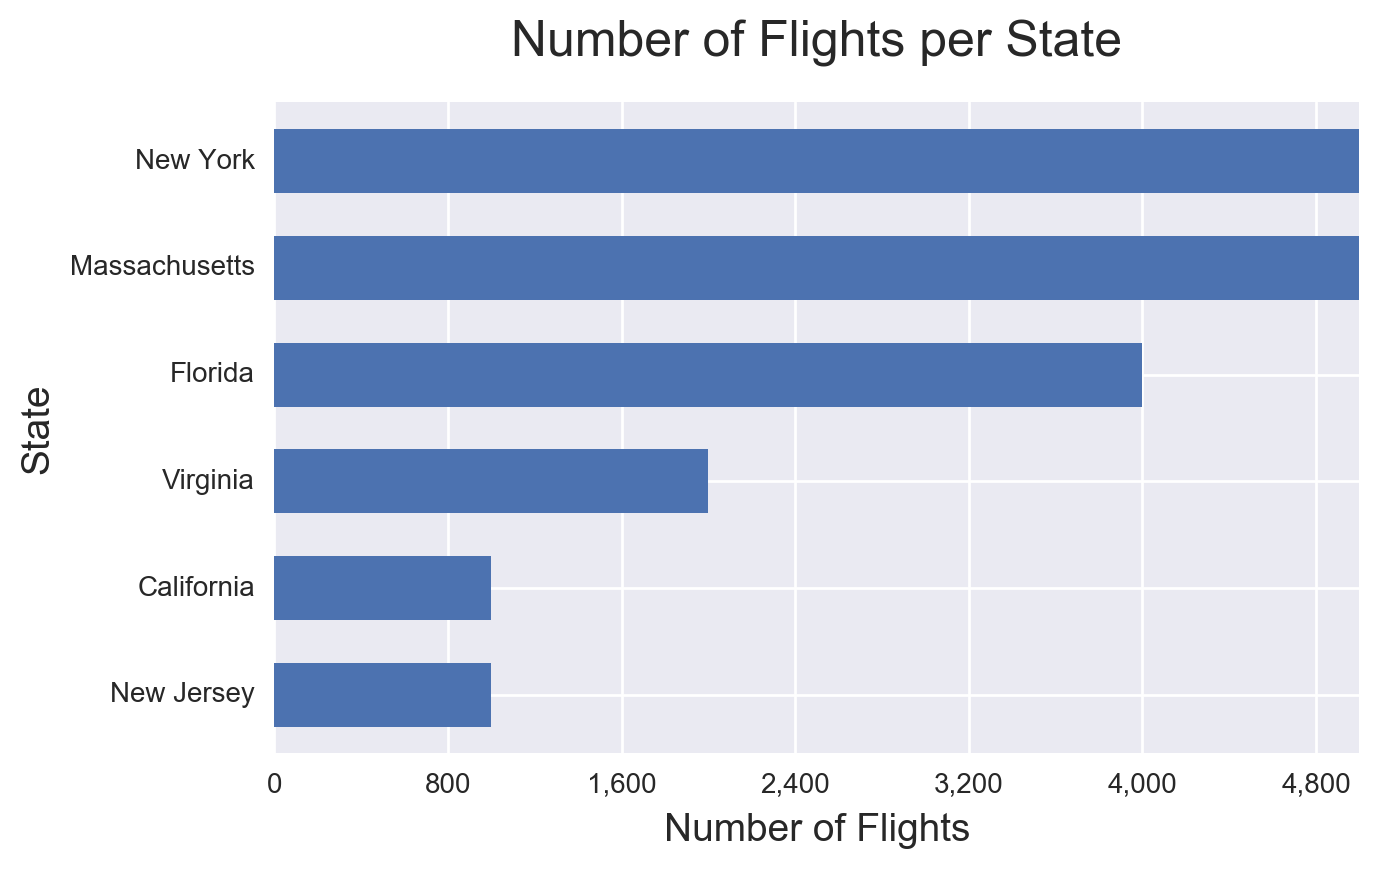 Number of Flights per State
New York
Massachusetts
Florida
Virginia
California
New Jersey
State
0 800 1,600 2,400 3,200 4,000 4,800
Number of Flights